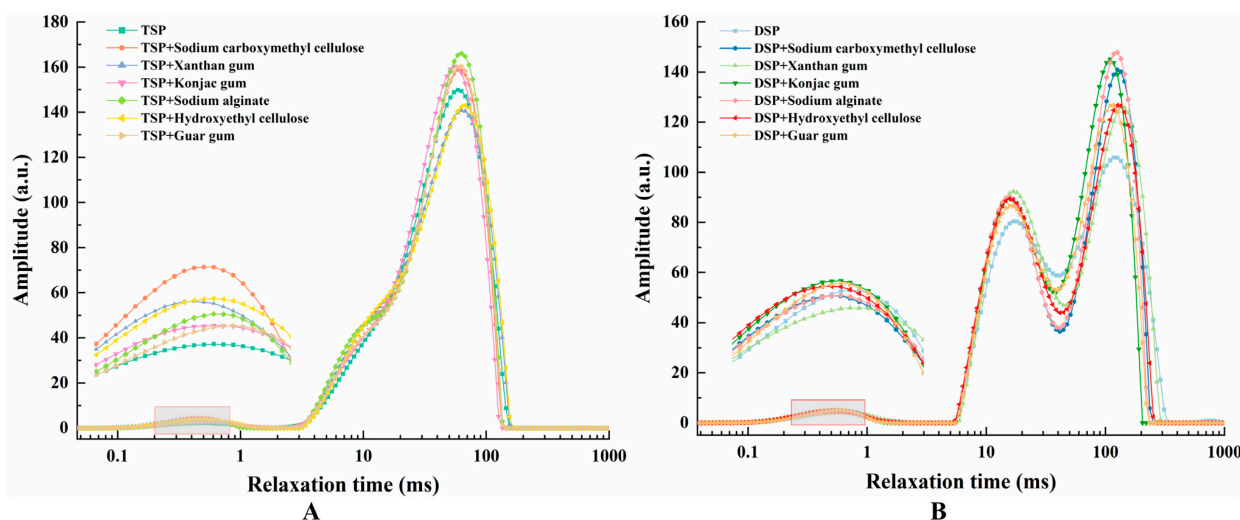 180
160
140
120
100
80
60
40
20
0
Amplitude (a.u.)
TSP
TSP+Sodium carboxymethyl cellulose
TSP+Xanthan gum
TSP+Konjac gum
TSP+Sodium alginate
TSP+Hydroxyethyl cellulose
TSP+Guar gum
0.1 1 10 100 1000
Relaxation time (ms)
A
160
140
120
100
80
60
40
20
0
Amplitude (a.u.)
DSP
DSP+Sodium carboxymethyl cellulose
DSP+Xanthan gum
DSP+Konjac gum
DSP+Sodium alginate
DSP+Hydroxyethyl cellulose
DSP+Guar gum
0.1 1 10 100 1000
Relaxation time (ms)
B